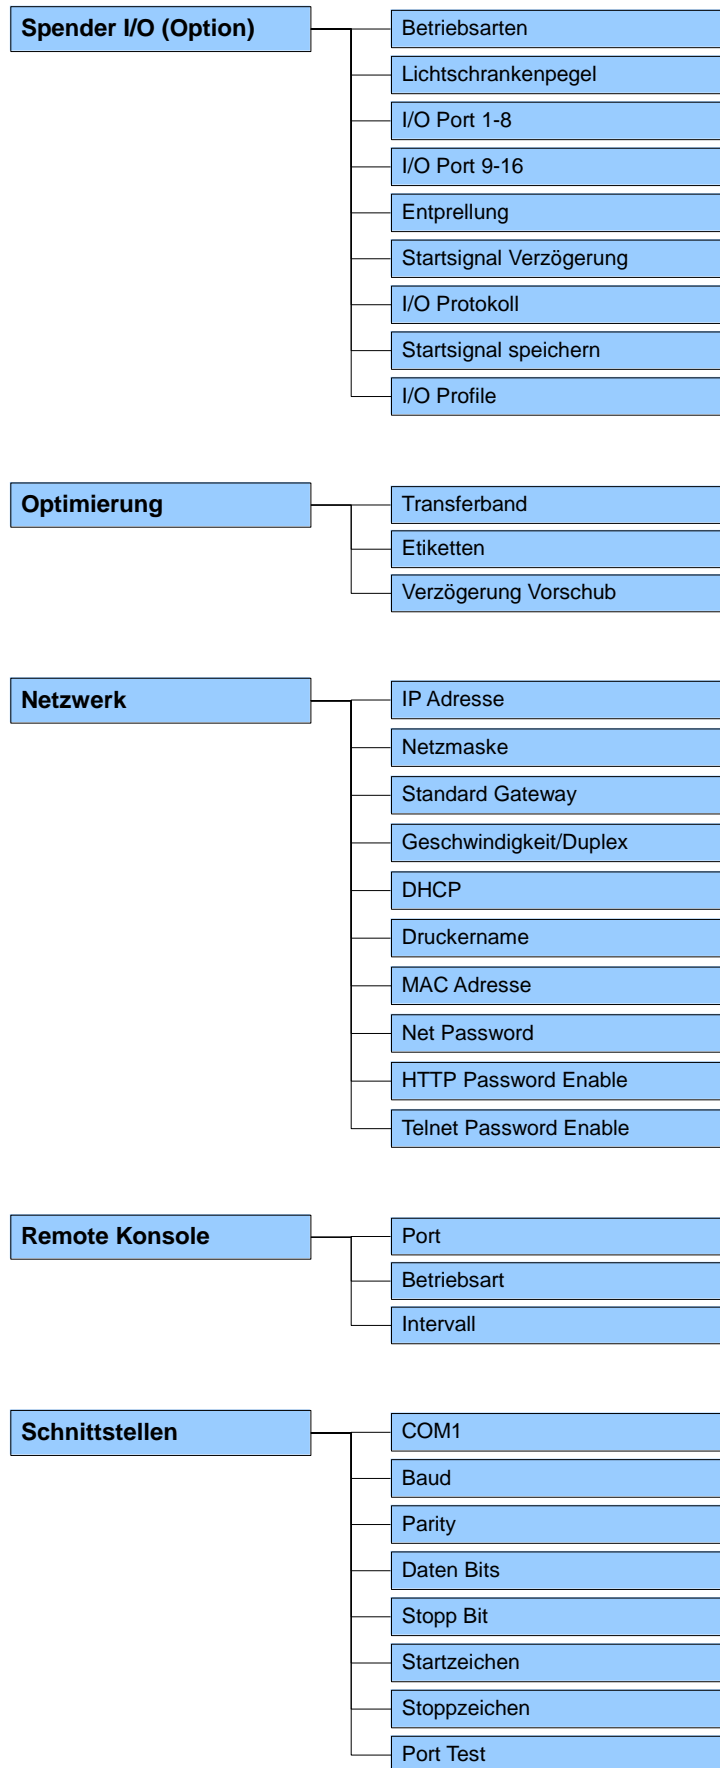 Spender I/O (Option)
Betriebsarten
Lichtschrankenpegel
I/O Port 1-8
I/O Port 9-16
Entprellung
Startsignal Verzögerung
I/O Protokoll
Startsignal speichern
I/O Profile
Optimierung
Transferband
Etiketten
Verzögerung Vorschub
Netzwerk
IP Adresse
Netzmaske
Standard Gateway
Geschwindigkeit/Duplex
DHCP
Druckername
MAC Adresse
Net Password
HTTP Password Enable
Telnet Password Enable
Remote Konsole
Port
Betriebsart
Intervall
Schnittstellen
COM1
Baud
Parity
Daten Bits
Stopp Bit
Startzeichen
Stoppzeichen
Port Test